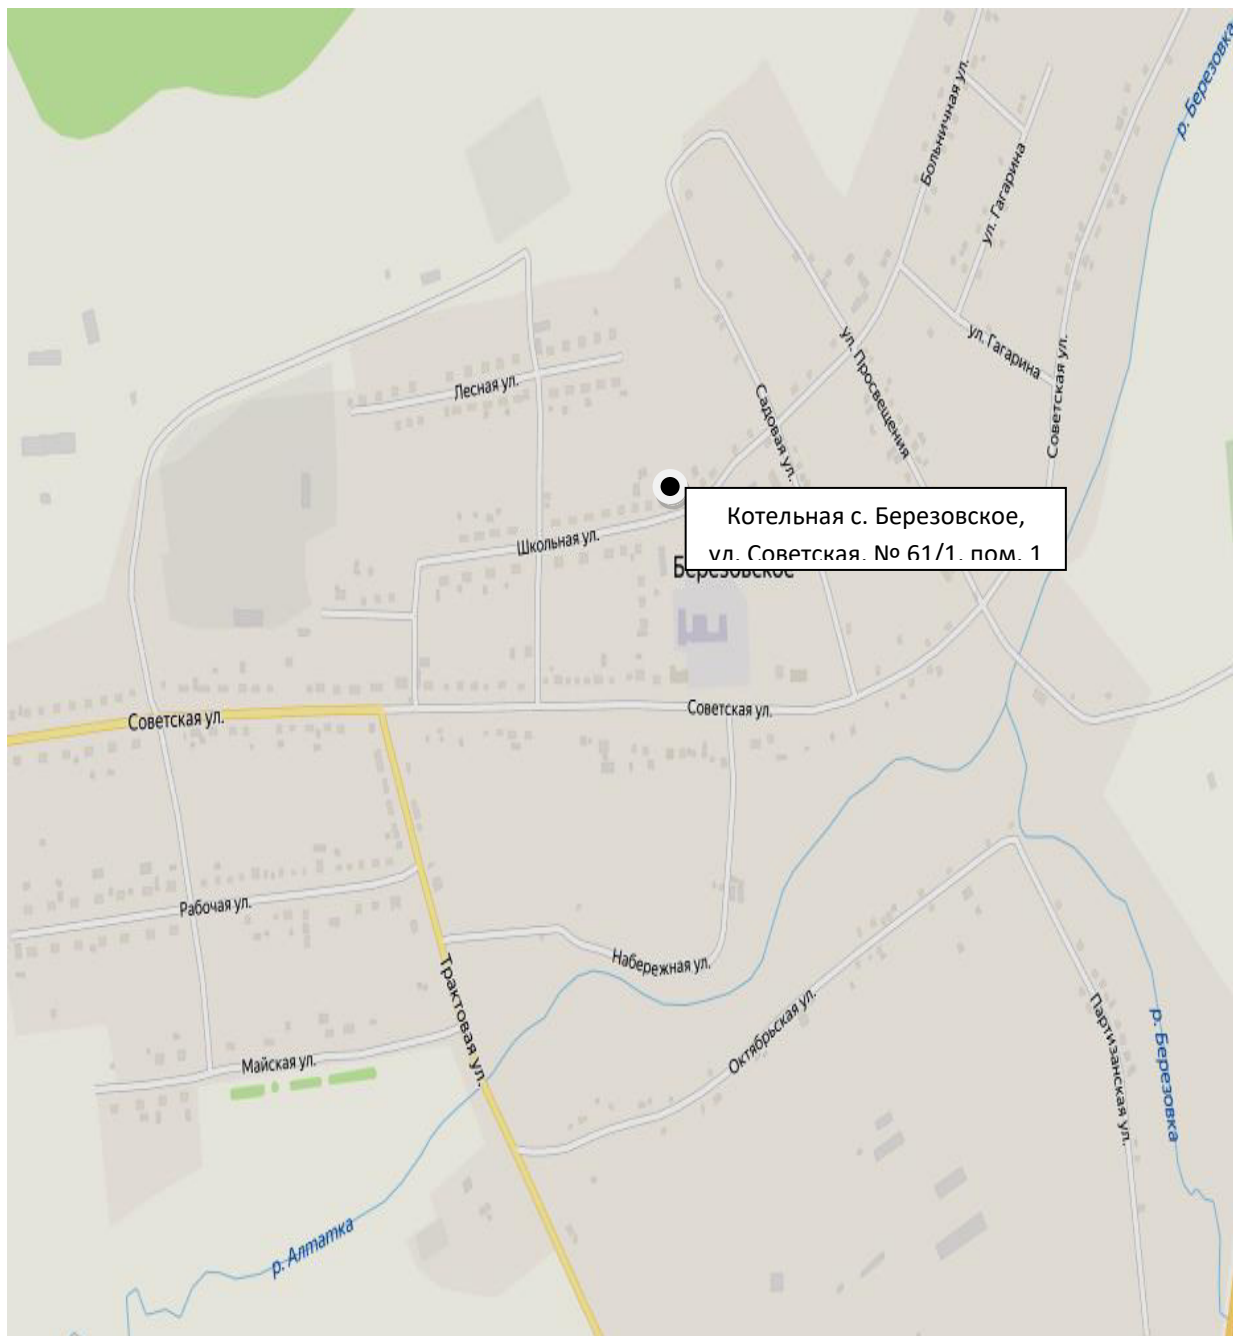 р. Березовка
Больничная ул.
ул. Гагарина
ул. Гагарина
Советская ул.
ул. Просвещения
Садовая ул.
Лесная ул.
Школьная ул.
Котельная с. Березовское,
ул. Советская, № 61/1, пом. 1
Березовское
Советская ул.
Советская ул.
Рабочая ул.
Набережная ул.
Трактовая ул.
Октябрьская ул.
Партизанская ул.
р. Березовка
Майская ул.
р. Алтатка